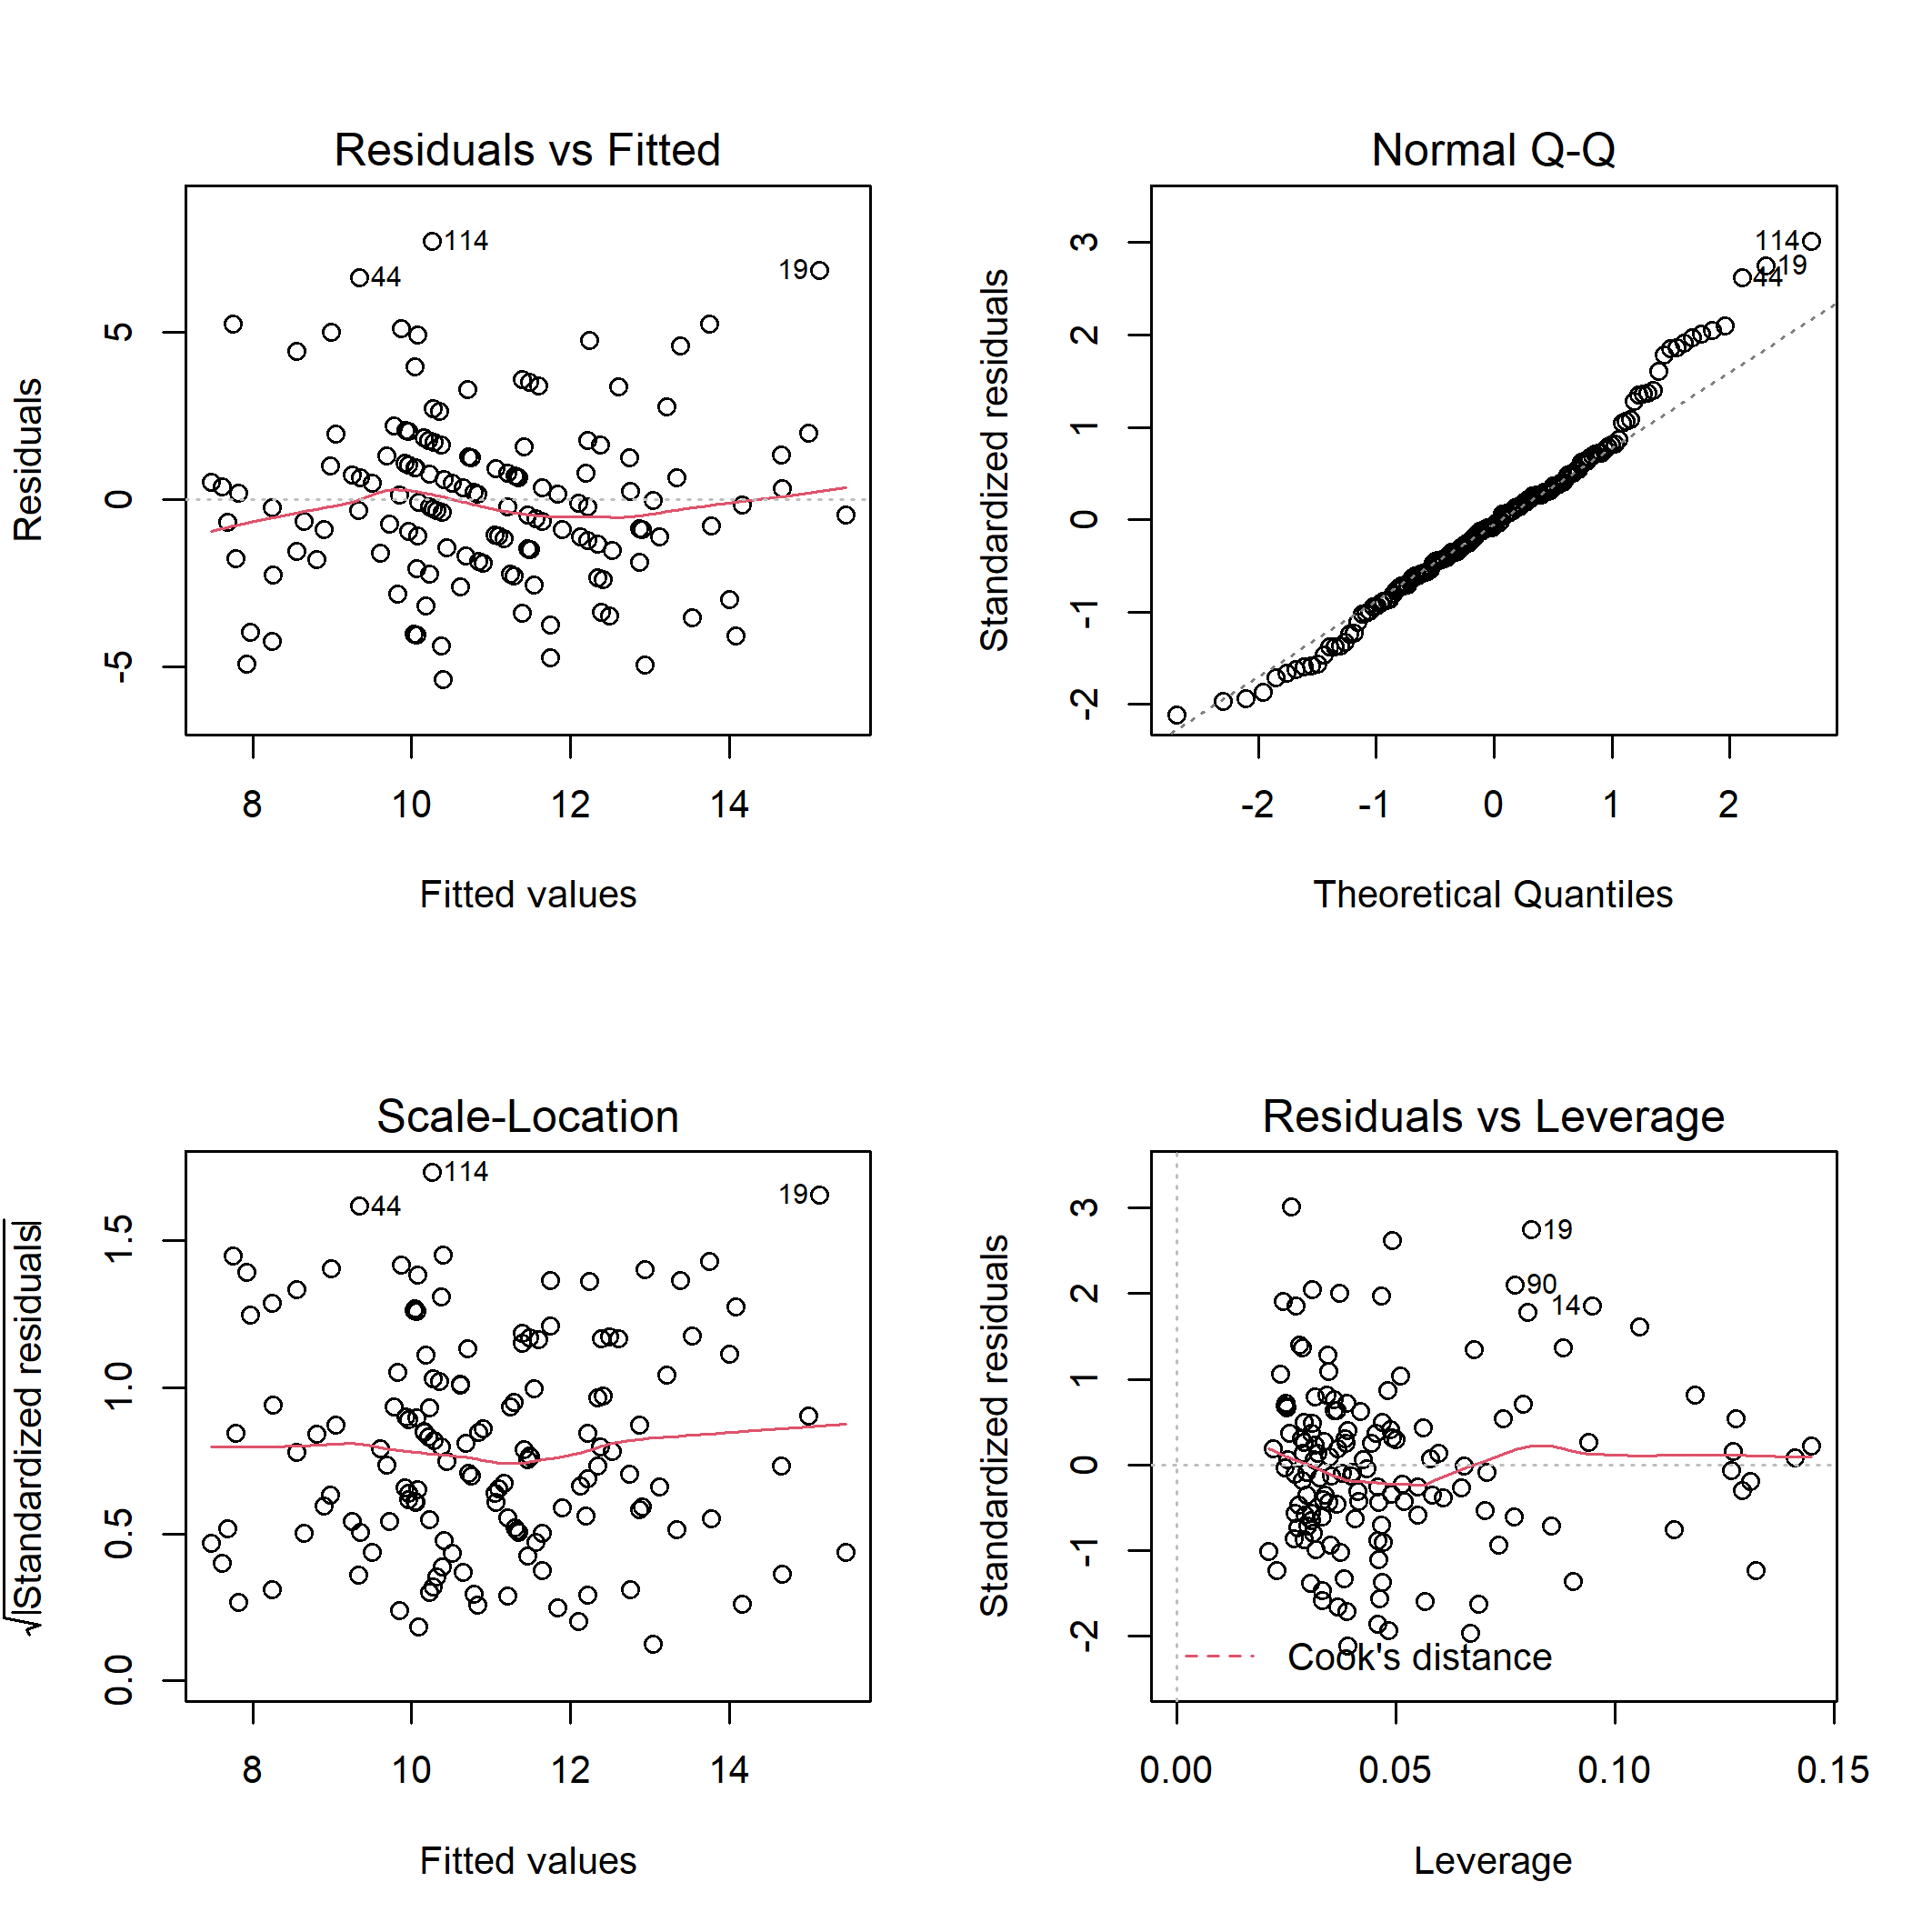 Residuals vs Fitted
Residuals
5
0
-5
114
44
19
8 10 12 14
Fitted values
Normal Q-Q
Standardized residuals
3
2
1
0
-1
-2
114
19
44
-2 -1 0 1 2
Theoretical Quantiles
Scale-Location
√|Standardized residuals|
1.5
1.0
0.5
0.0
114
44
19
8 10 12 14
Fitted values
Residuals vs Leverage
Standardized residuals
3
2
1
0
-1
-2
19
90
14
Cook's distance
0.00 0.05 0.10 0.15
Leverage